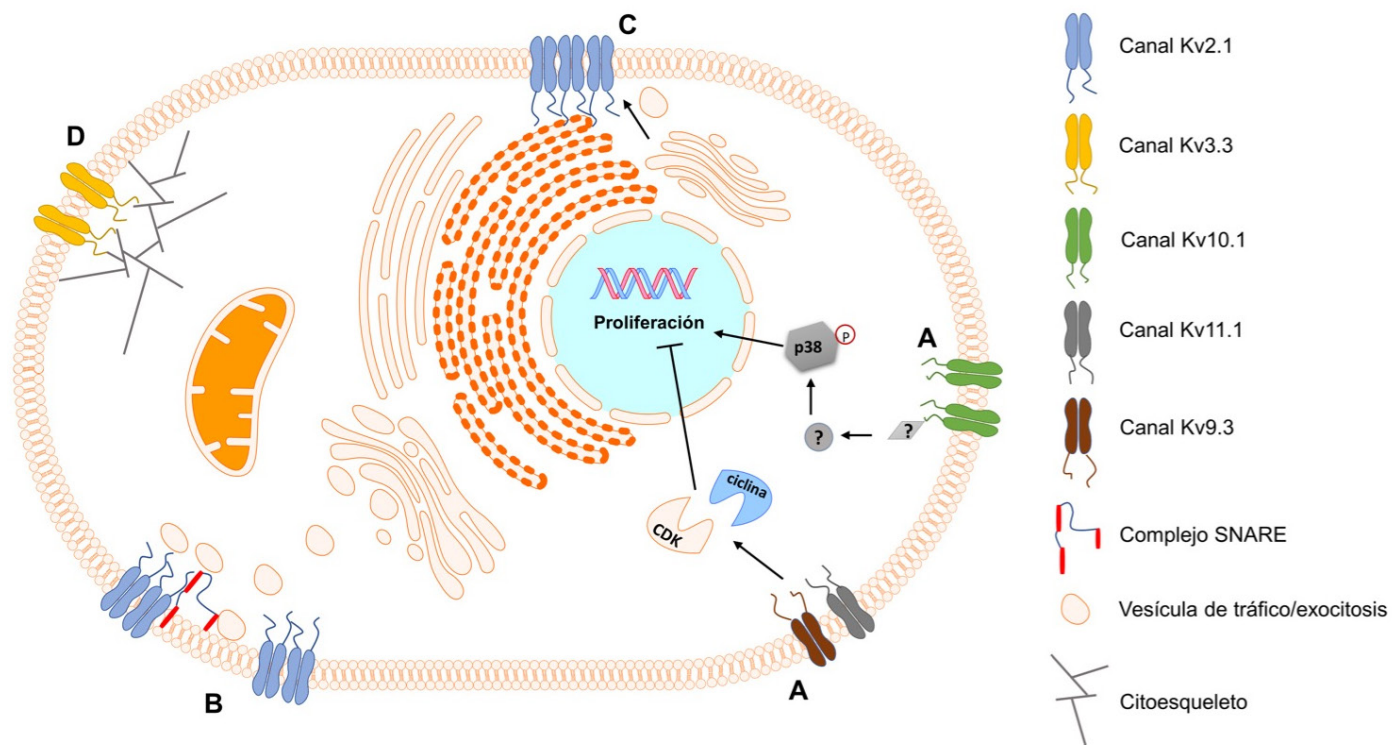 C
D
Proliferación
p38
P
A
?
?
ciclina
CDK
A
B
Canal Kv2.1
Canal Kv3.3
Canal Kv10.1
Canal Kv11.1
Canal Kv9.3
Complejo SNARE
Vesícula de tráfico/exocitosis
Citoesqueleto